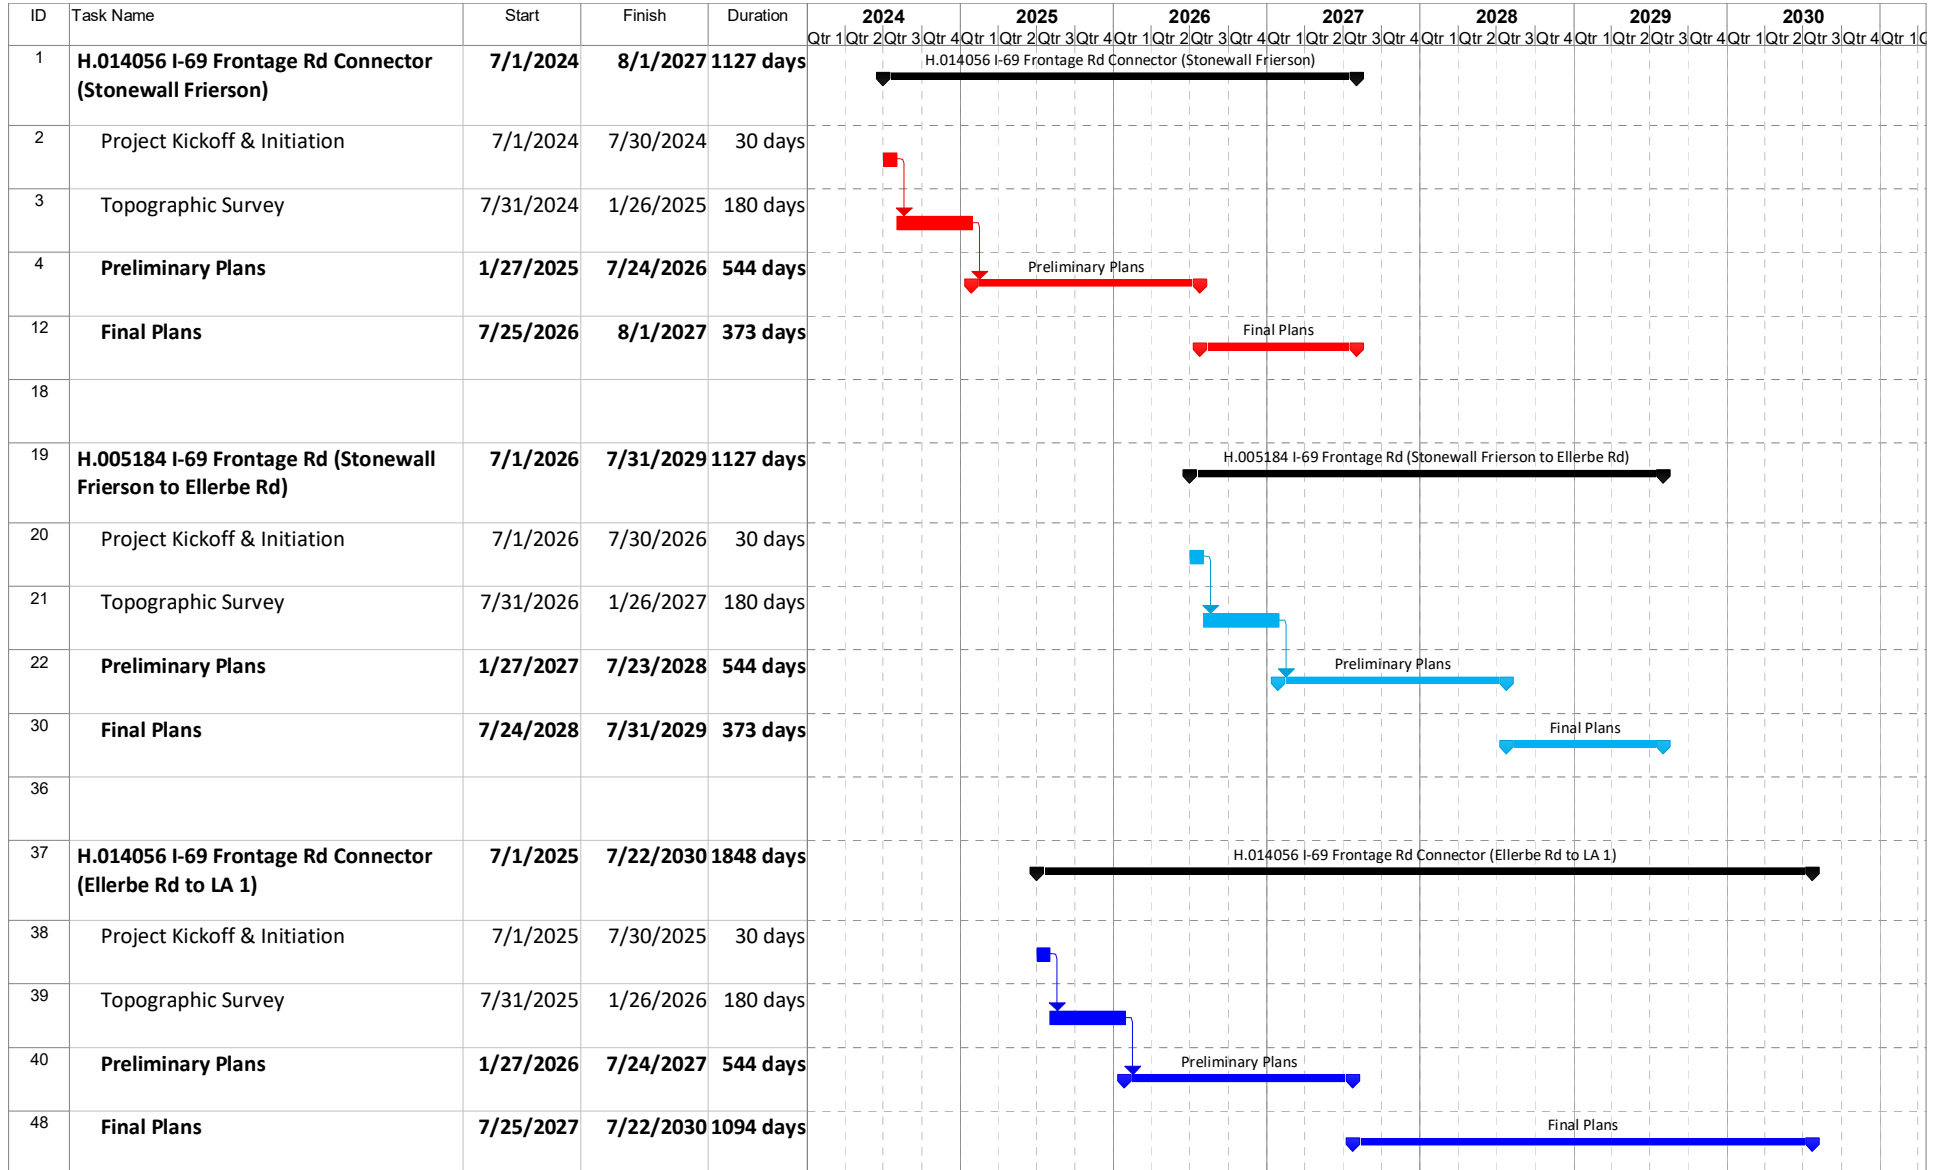 ID Task Name Start Finish Duration 2024 2025 2026 2027 2028 2029 2030
Qtr 1 Qtr 2 Qtr 3 Qtr 4 Qtr 1 Qtr 2 Qtr 3 Qtr 4 Qtr 1 Qtr 2 Qtr 3 Qtr 4 Qtr 1 Qtr 2 Qtr 3 Qtr 4 Qtr 1 Qtr 2 Qtr 3 Qtr 4 Qtr 1 Qtr 2 Qtr 3 Qtr 4 Qtr 1 Qtr 2 Qtr 3 Qtr 4 Qtr 1
1 H.014056 I-69 Frontage Rd Connector 7/1/2024 8/1/2027 1127 days H.014056 I-69 Frontage Rd Connector (Stonewall Frierson)
(Stonewall Frierson)
2 Project Kickoff & Initiation 7/1/2024 7/30/2024 30 days
3 Topographic Survey 7/31/2024 1/26/2025 180 days
4 Preliminary Plans 1/27/2025 7/24/2026 544 days Preliminary Plans
12 Final Plans 7/25/2026 8/1/2027 373 days Final Plans
18
19 H.005184 I-69 Frontage Rd (Stonewall 7/1/2026 7/31/2029 1127 days H.005184 I-69 Frontage Rd (Stonewall Frierson to Ellerbe Rd)
Frierson to Ellerbe Rd)
20 Project Kickoff & Initiation 7/1/2026 7/30/2026 30 days
21 Topographic Survey 7/31/2026 1/26/2027 180 days
22 Preliminary Plans 1/27/2027 7/23/2028 544 days Preliminary Plans
30 Final Plans 7/24/2028 7/31/2029 373 days Final Plans
36
37 H.014056 I-69 Frontage Rd Connector 7/1/2025 7/22/2030 1848 days H.014056 I-69 Frontage Rd Connector (Ellerbe Rd to LA 1)
(Ellerbe Rd to LA 1)
38 Project Kickoff & Initiation 7/1/2025 7/30/2025 30 days
39 Topographic Survey 7/31/2025 1/26/2026 180 days
40 Preliminary Plans 1/27/2026 7/24/2027 544 days Preliminary Plans
48 Final Plans 7/25/2027 7/22/2030 1094 days Final Plans